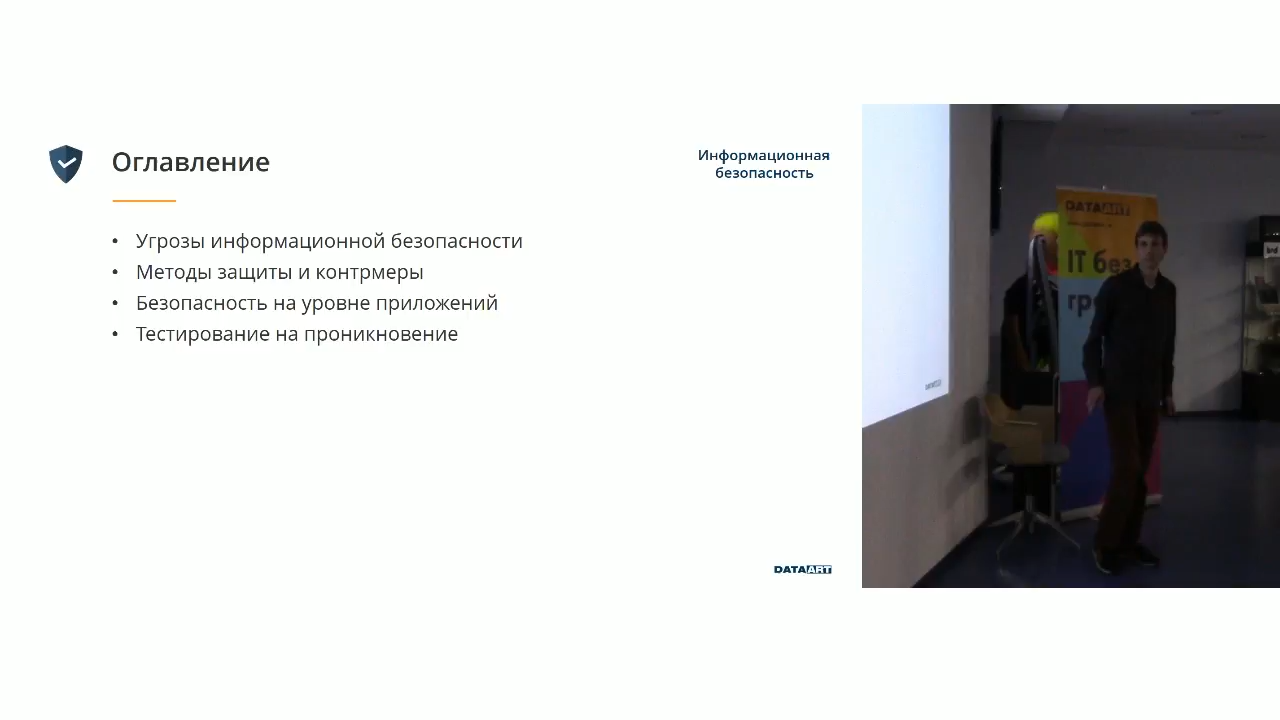 Оглавление
Информационная
безопасность
• Угрозы информационной безопасности
• Методы защиты и контрмеры
• Безопасность на уровне приложений
• Тестирование на проникновение
DATAART
DATAART
IT без
гр